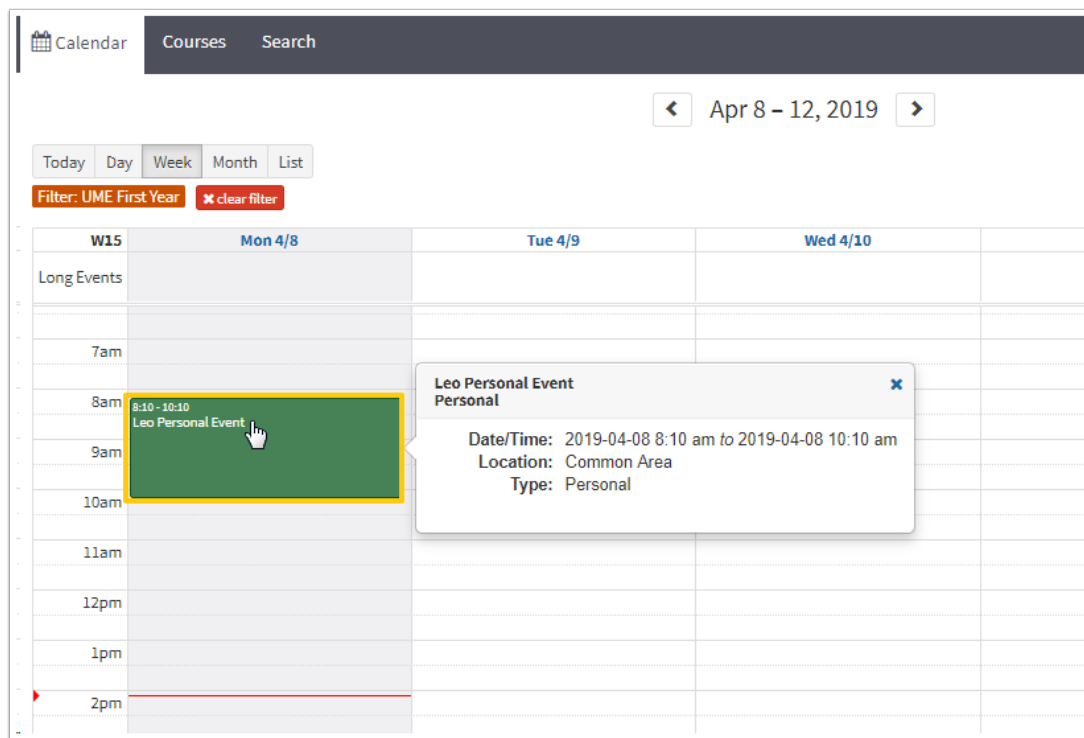 Calendar Courses Search
Apr 8 – 12, 2019
Today Day Week Month List
Filter: UME First Year ✖ clear filter
W15 Mon 4/8 Tue 4/9 Wed 4/10
Long Events
7am
8am
8:10 - 10:10
Leo Personal Event
9am
10am
11am
12pm
1pm
2pm
Leo Personal Event
Personal
Date/Time: 2019-04-08 8:10 am to 2019-04-08 10:10 am
Location: Common Area
Type: Personal